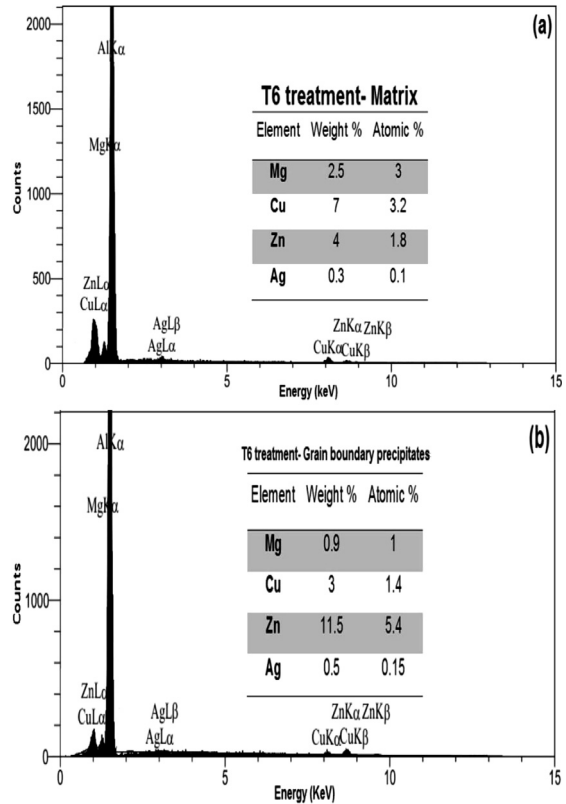 (a)
2000
1500
1000
500
0
Counts
AlKα
MgKα
ZnLα
CuLα
AgLβ
AgLα
ZnKα ZnKβ
CuKα CuKβ
T6 treatment- Matrix
Element Weight % Atomic %
Mg 2.5 3
Cu 7 3.2
Zn 4 1.8
Ag 0.3 0.1
0 5 10 15
Energy (keV)
(b)
2000
1000
0
Counts
AlKα
MgKα
ZnLα
CuLα
AgLβ
AgLα
ZnKα ZnKβ
CuKα CuKβ
T6 treatment- Grain boundary precipitates
Element Weight % Atomic %
Mg 0.9 1
Cu 3 1.4
Zn 11.5 5.4
Ag 0.5 0.15
0 5 10 15
Energy (KeV)